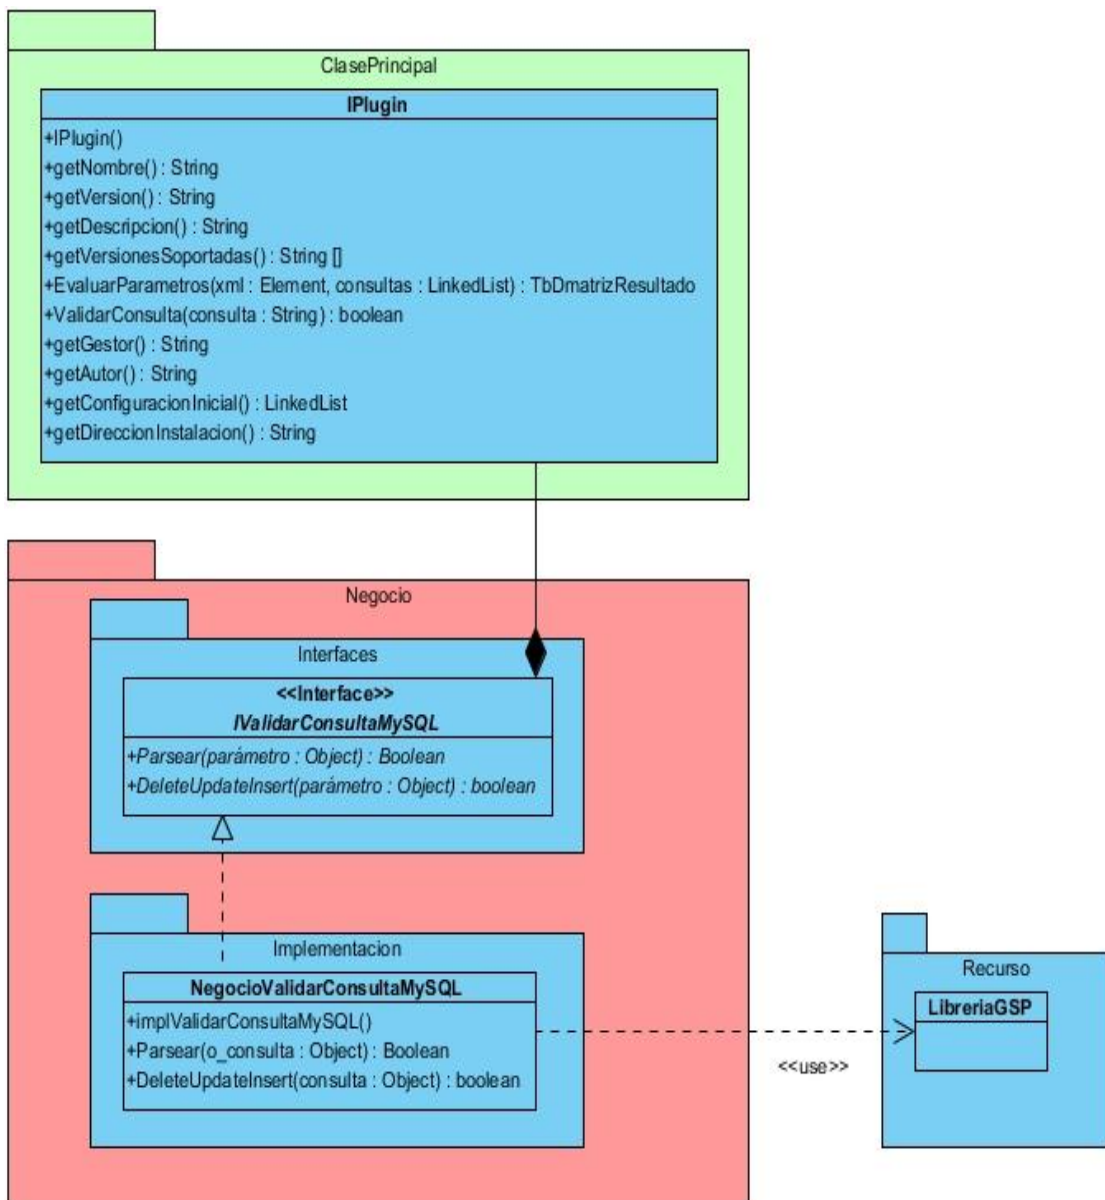 ClasePrincipal
IPlugin
+IPlugin()
+getNombre() : String
+getVersion() : String
+getDescripcion() : String
+getVersionesSoportadas() : String []
+EvaluarParametros(xml : Element, consultas : LinkedList) : TbDmatrizResultado
+ValidarConsulta(consulta : String) : boolean
+getGestor() : String
+getAutor() : String
+getConfiguracionInicial() : LinkedList
+getDireccionInstalacion() : String
Negocio
Interfaces
<<Interface>>
IValidarConsultaMySQL
+Parsear(parámetro : Object) : Boolean
+DeleteUpdateInsert(parámetro : Object) : boolean
Implementacion
NegocioValidarConsultaMySQL
+implValidarConsultaMySQL()
+Parsear(o_consulta : Object) : Boolean
+DeleteUpdateInsert(consulta : Object) : boolean
<<use>>
Recurso
LibreriaGSP